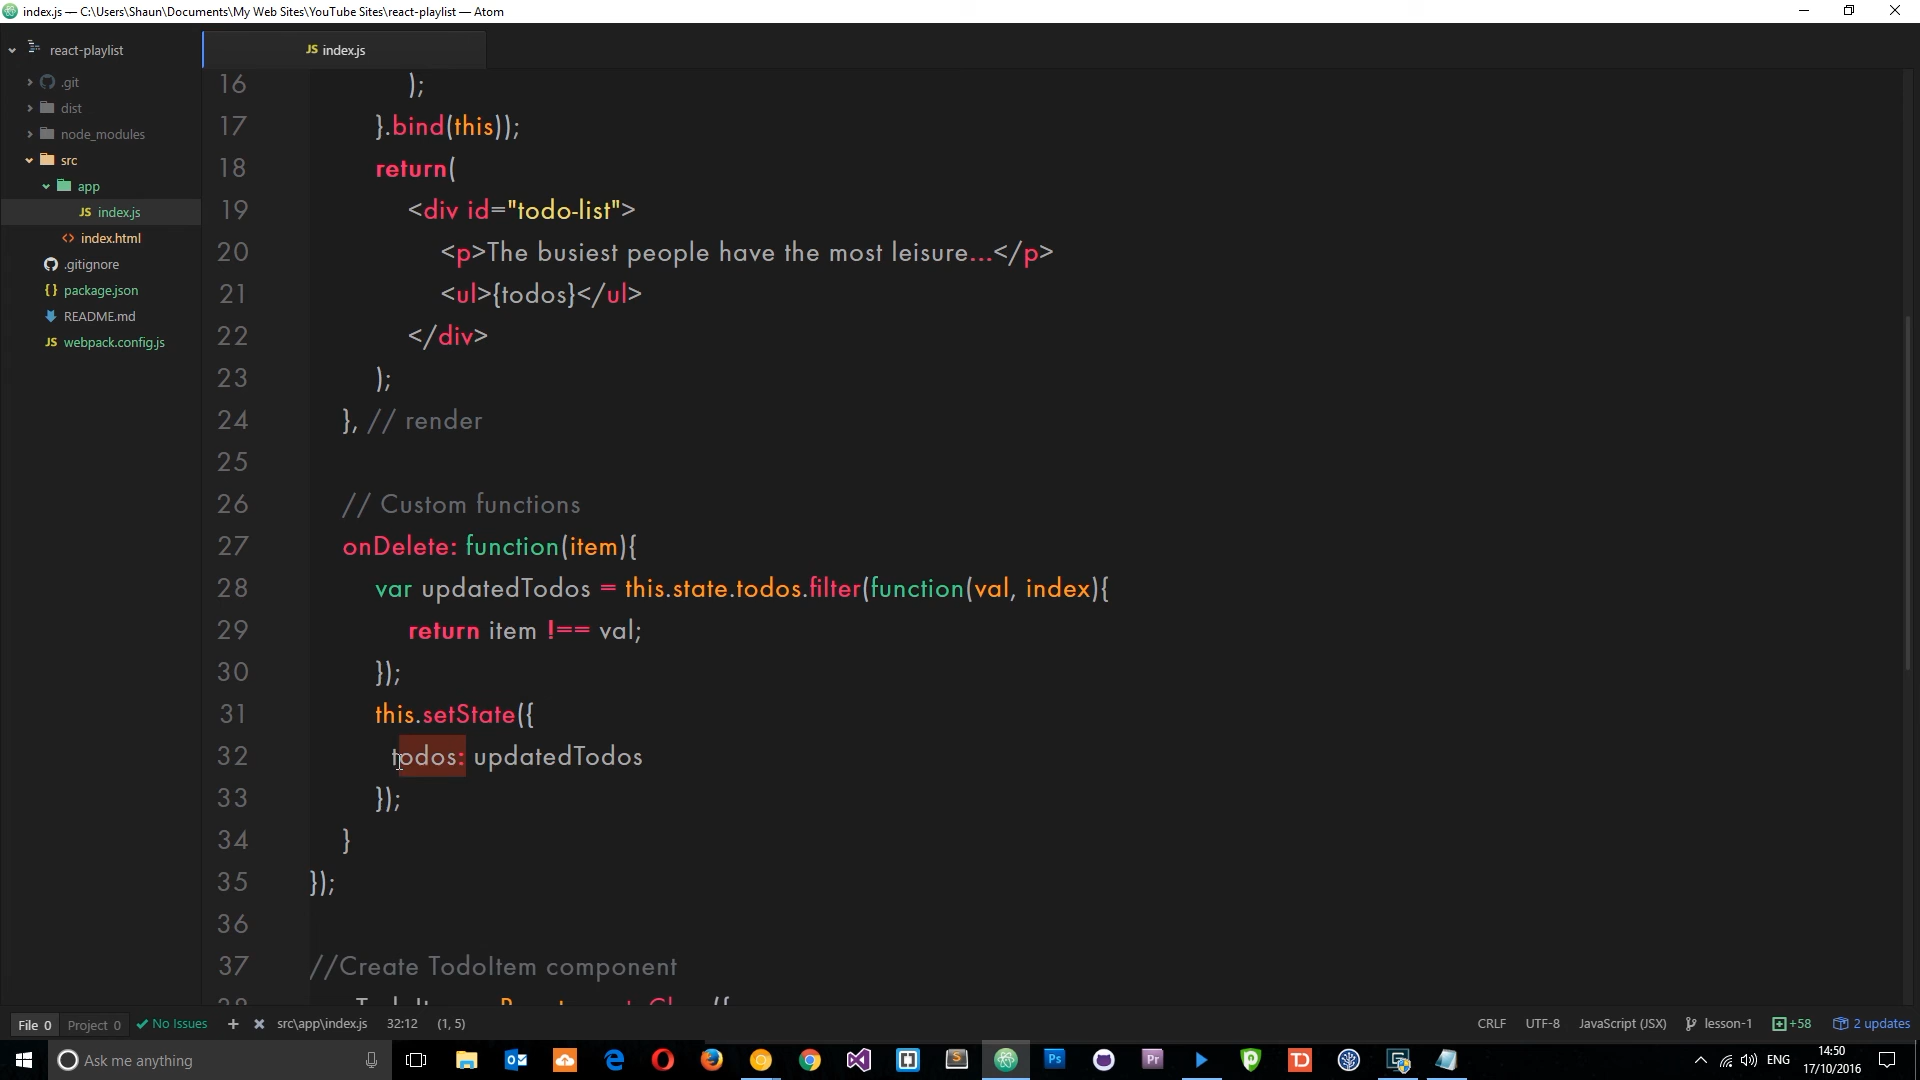 index.js — C:\Users\Shaun\Documents\My Web Sites\YouTube Sites\react-playlist — Atom
react-playlist
JS index.js
.git
dist
node_modules
src
app
JS index.js
<> index.html
.gitignore
{} package.json
README.md
JS webpack.config.js
16 );
17 }.bind(this));
18 return(
19 <div id="todo-list">
20 <p>The busiest people have the most leisure...</p>
21 <ul>{todos}</ul>
22 </div>
23 );
24 }, // render
25
26 // Custom functions
27 onDelete: function(item){
28 var updatedTodos = this.state.todos.filter(function(val, index){
29 return item !== val;
30 });
31 this.setState({
32 todos: updatedTodos
33 });
34 }
35 });
36
37 //Create TodoItem component
File 0 Project 0 No Issues + × src\app\index.js 32:12 (1, 5) CRLF UTF-8 JavaScript (JSX) lesson-1 +58 2 updates
Ask me anything
ENG
14:50
17/10/2016